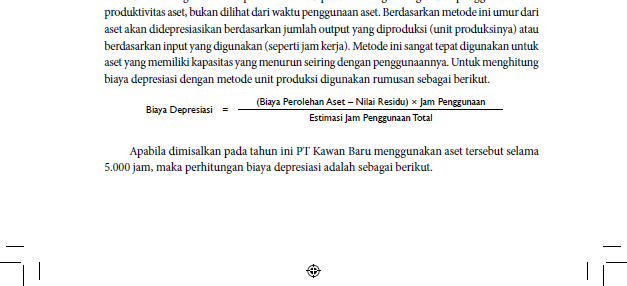 produktivitas aset, bukan dilihat dari waktu penggunaan aset. Berdasarkan metode ini umur dari
aset akan didepresiasikan berdasarkan jumlah output yang diproduksi (unit produksinya) atau
berdasarkan input yang digunakan (seperti jam kerja). Metode ini sangat tepat digunakan untuk
aset yang memiliki kapasitas yang menurun seiring dengan penggunaannya. Untuk menghitung
biaya depresiasi dengan metode unit produksi digunakan rumusan sebagai berikut.
Biaya Depresiasi = (Biaya Perolehan Aset – Nilai Residu) × Jam Penggunaan
Estimasi Jam Penggunaan Total
Apabila dimisalkan pada tahun ini PT Kawan Baru menggunakan aset tersebut selama
5.000 jam, maka perhitungan biaya depresiasi adalah sebagai berikut.